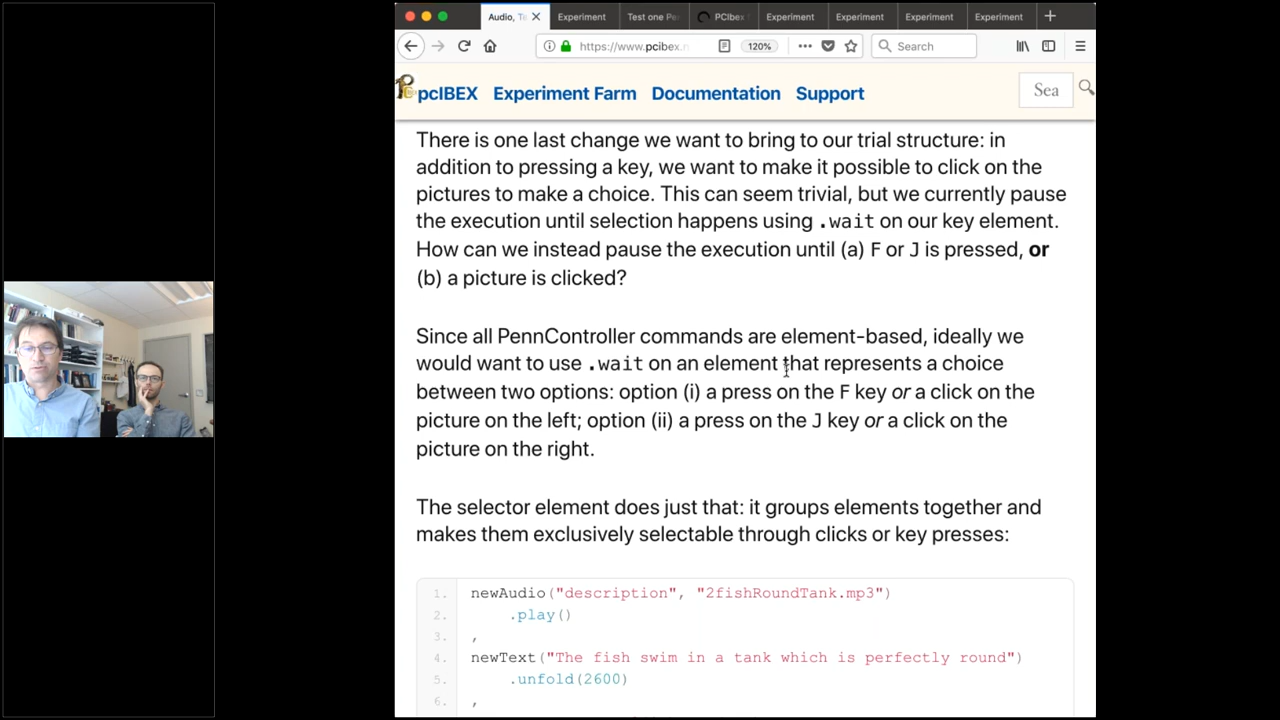 Audio, T
Experiment
Test one Pe
PCIbex
Experiment
Experiment
Experiment
Experiment
https://www.pcibex.
120%
Search
pcIBEX
Experiment Farm
Documentation
Support
Sea
There is one last change we want to bring to our trial structure: in
addition to pressing a key, we want to make it possible to click on the
pictures to make a choice. This can seem trivial, but we currently pause
the execution until selection happens using .wait on our key element.
How can we instead pause the execution until (a) F or J is pressed, or
(b) a picture is clicked?
Since all PennController commands are element-based, ideally we
would want to use .wait on an element that represents a choice
between two options: option (i) a press on the F key or a click on the
picture on the left; option (ii) a press on the J key or a click on the
picture on the right.
The selector element does just that: it groups elements together and
makes them exclusively selectable through clicks or key presses:
1. newAudio("description", "2fishRoundTank.mp3")
2. .play()
3. ,
4. newText("The fish swim in a tank which is perfectly round")
5. .unfold(2600)
6. ,